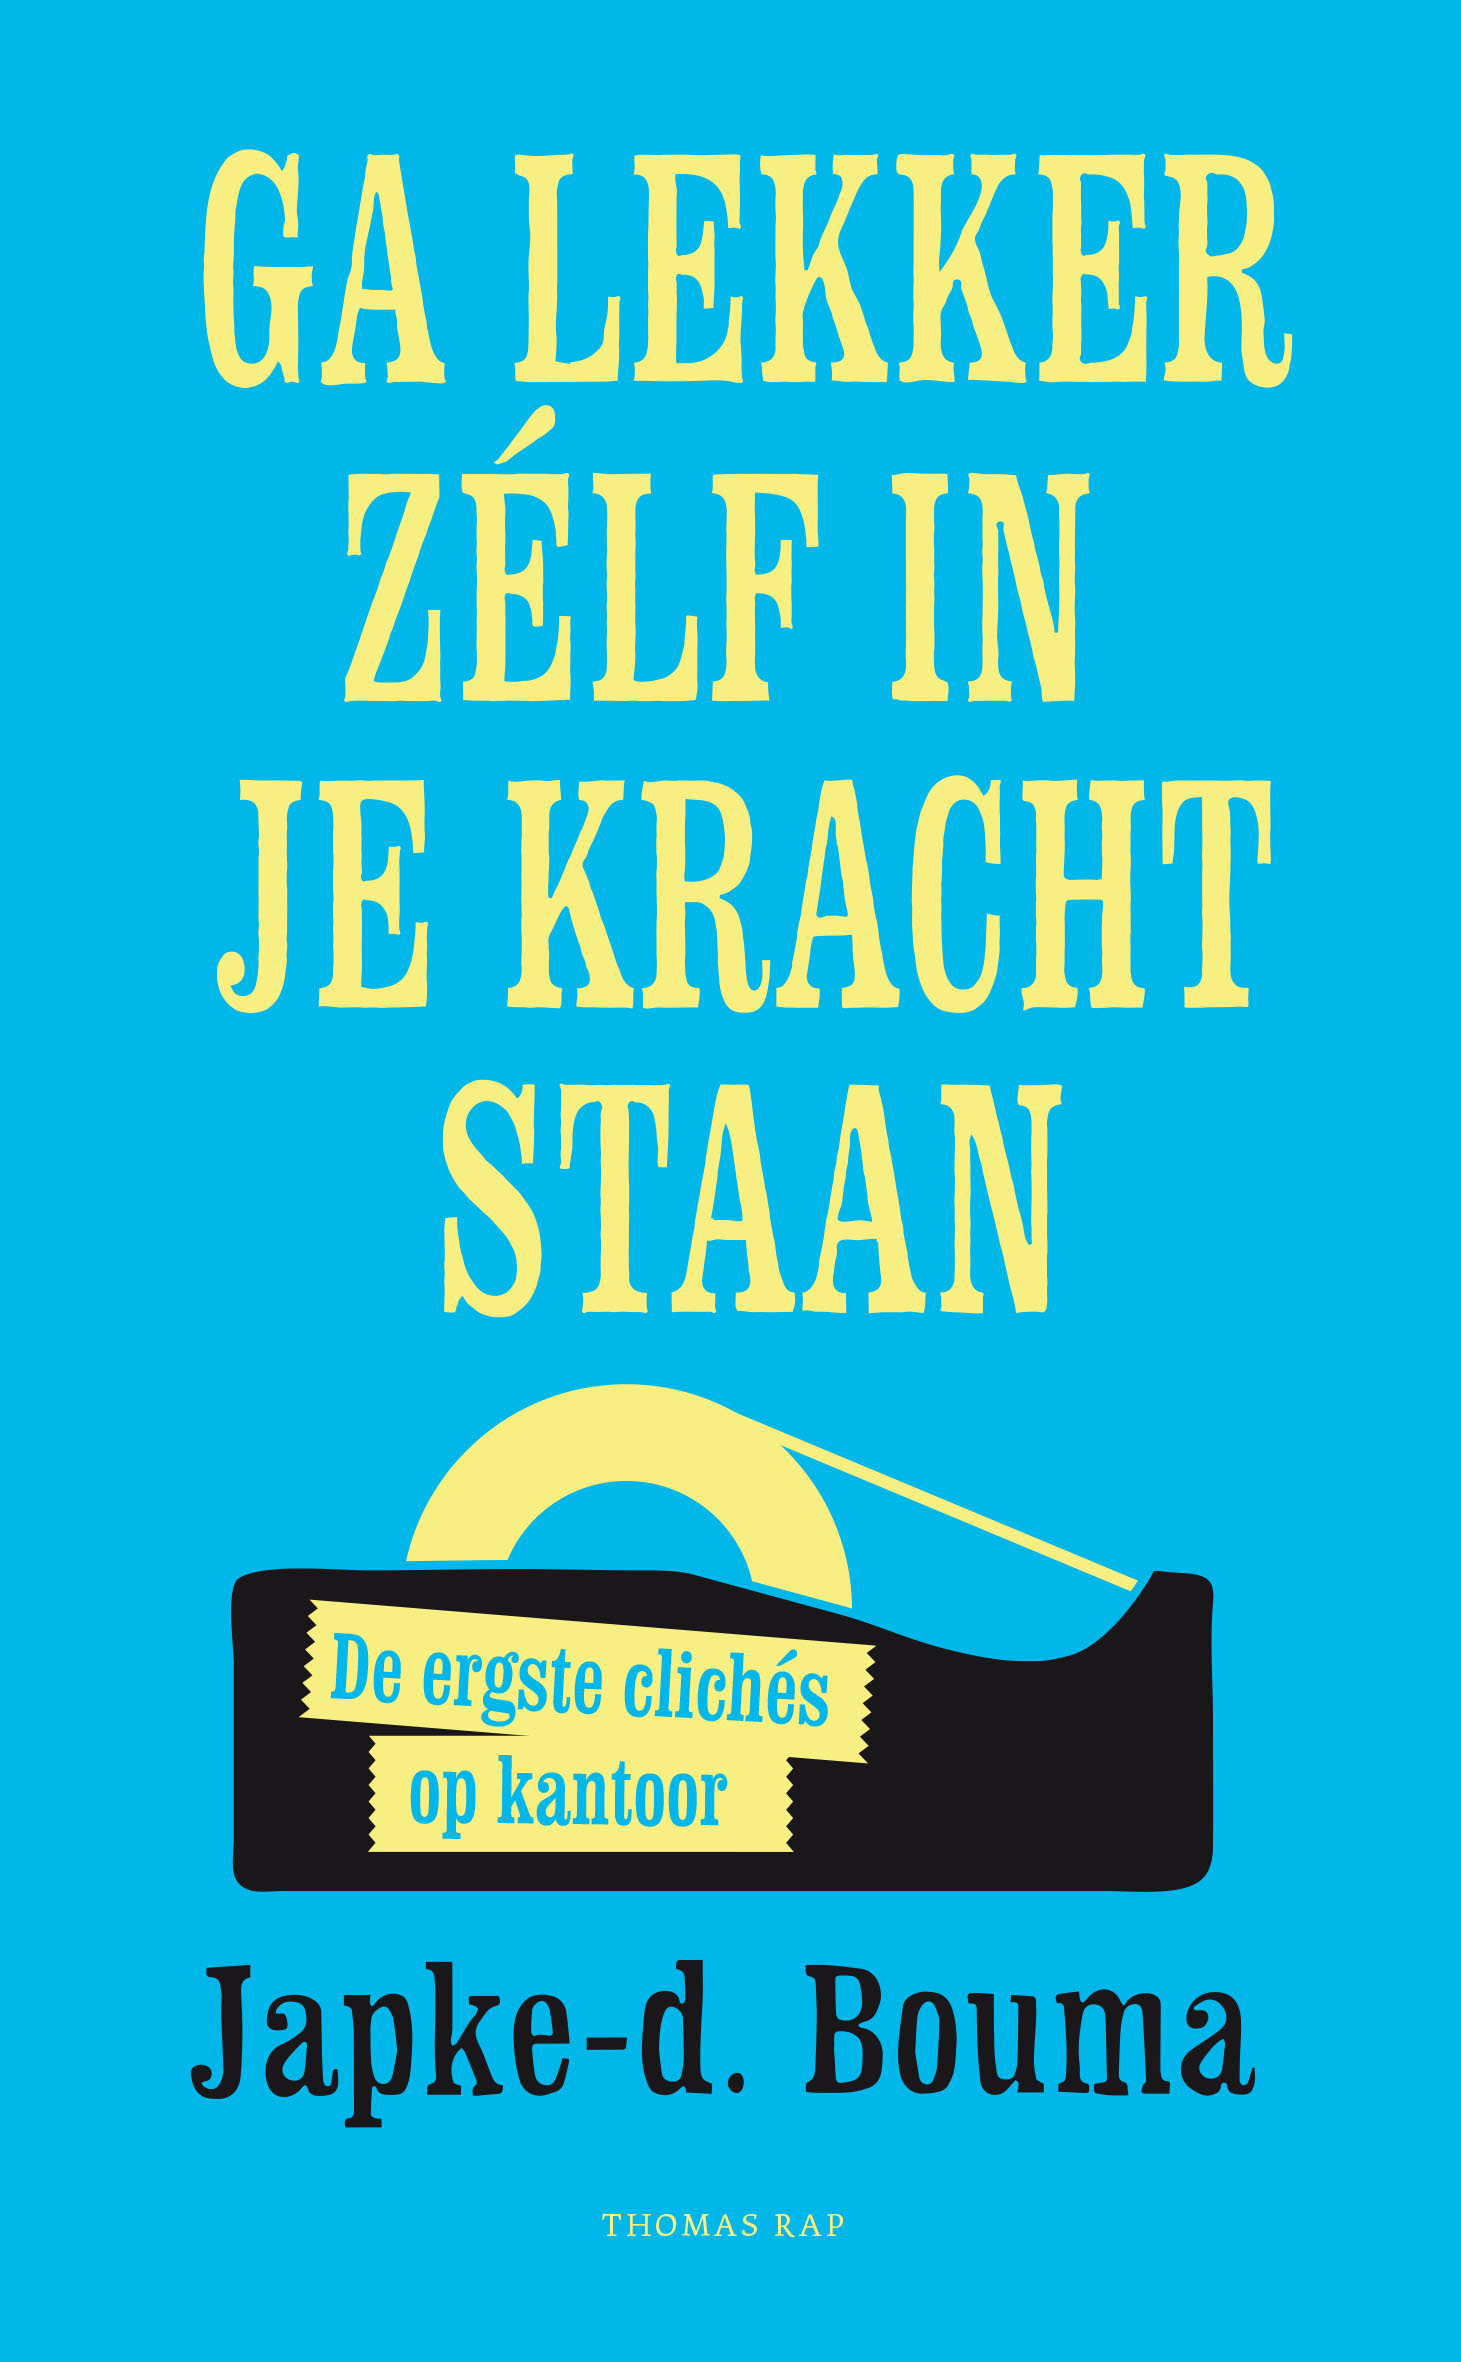 GA LEKKER
ZÉLF IN
JE KRACHT
STAAN
De ergste clichés
op kantoor
Japke-d. Bouma
THOMAS RAP